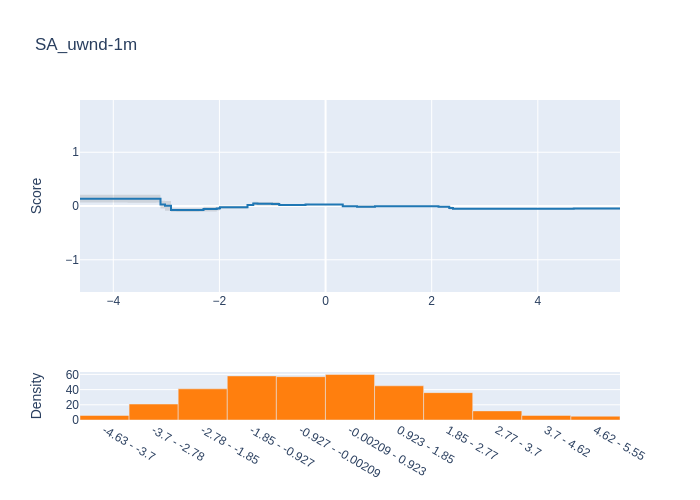 SA_uwnd-1m
Score
1
0
−1
−4
−2
0
2
4
Density
60
40
20
0
-4.63 - -3.7
-3.7 - -2.78
-2.78 - -1.85
-1.85 - -0.927
-0.927 - -0.00209
-0.00209 - 0.923
0.923 - 1.85
1.85 - 2.77
2.77 - 3.7
3.7 - 4.62
4.62 - 5.55